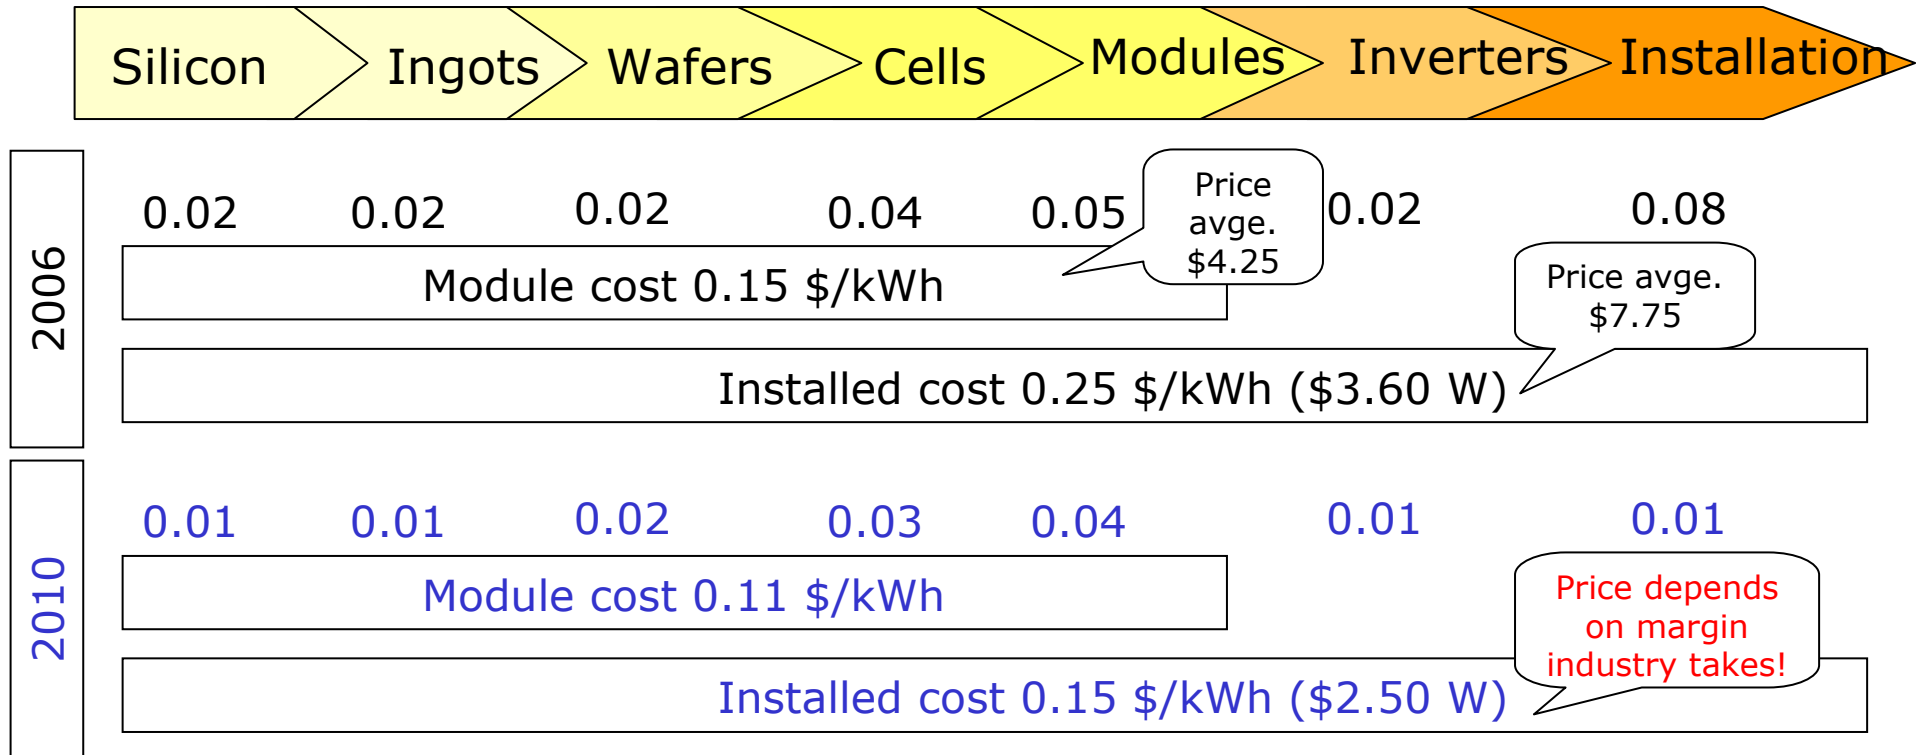 Silicon Ingots Wafers Cells Modules Inverters Installation
2006
0.02 0.02 0.02 0.04 0.05 0.02 0.08
Price
avge.
$4.25
Module cost 0.15 $/kWh
Price avge.
$7.75
Installed cost 0.25 $/kWh ($3.60 W)
2010
0.01 0.01 0.02 0.03 0.04 0.01 0.01
Module cost 0.11 $/kWh
Price depends
on margin
industry takes!
Installed cost 0.15 $/kWh ($2.50 W)